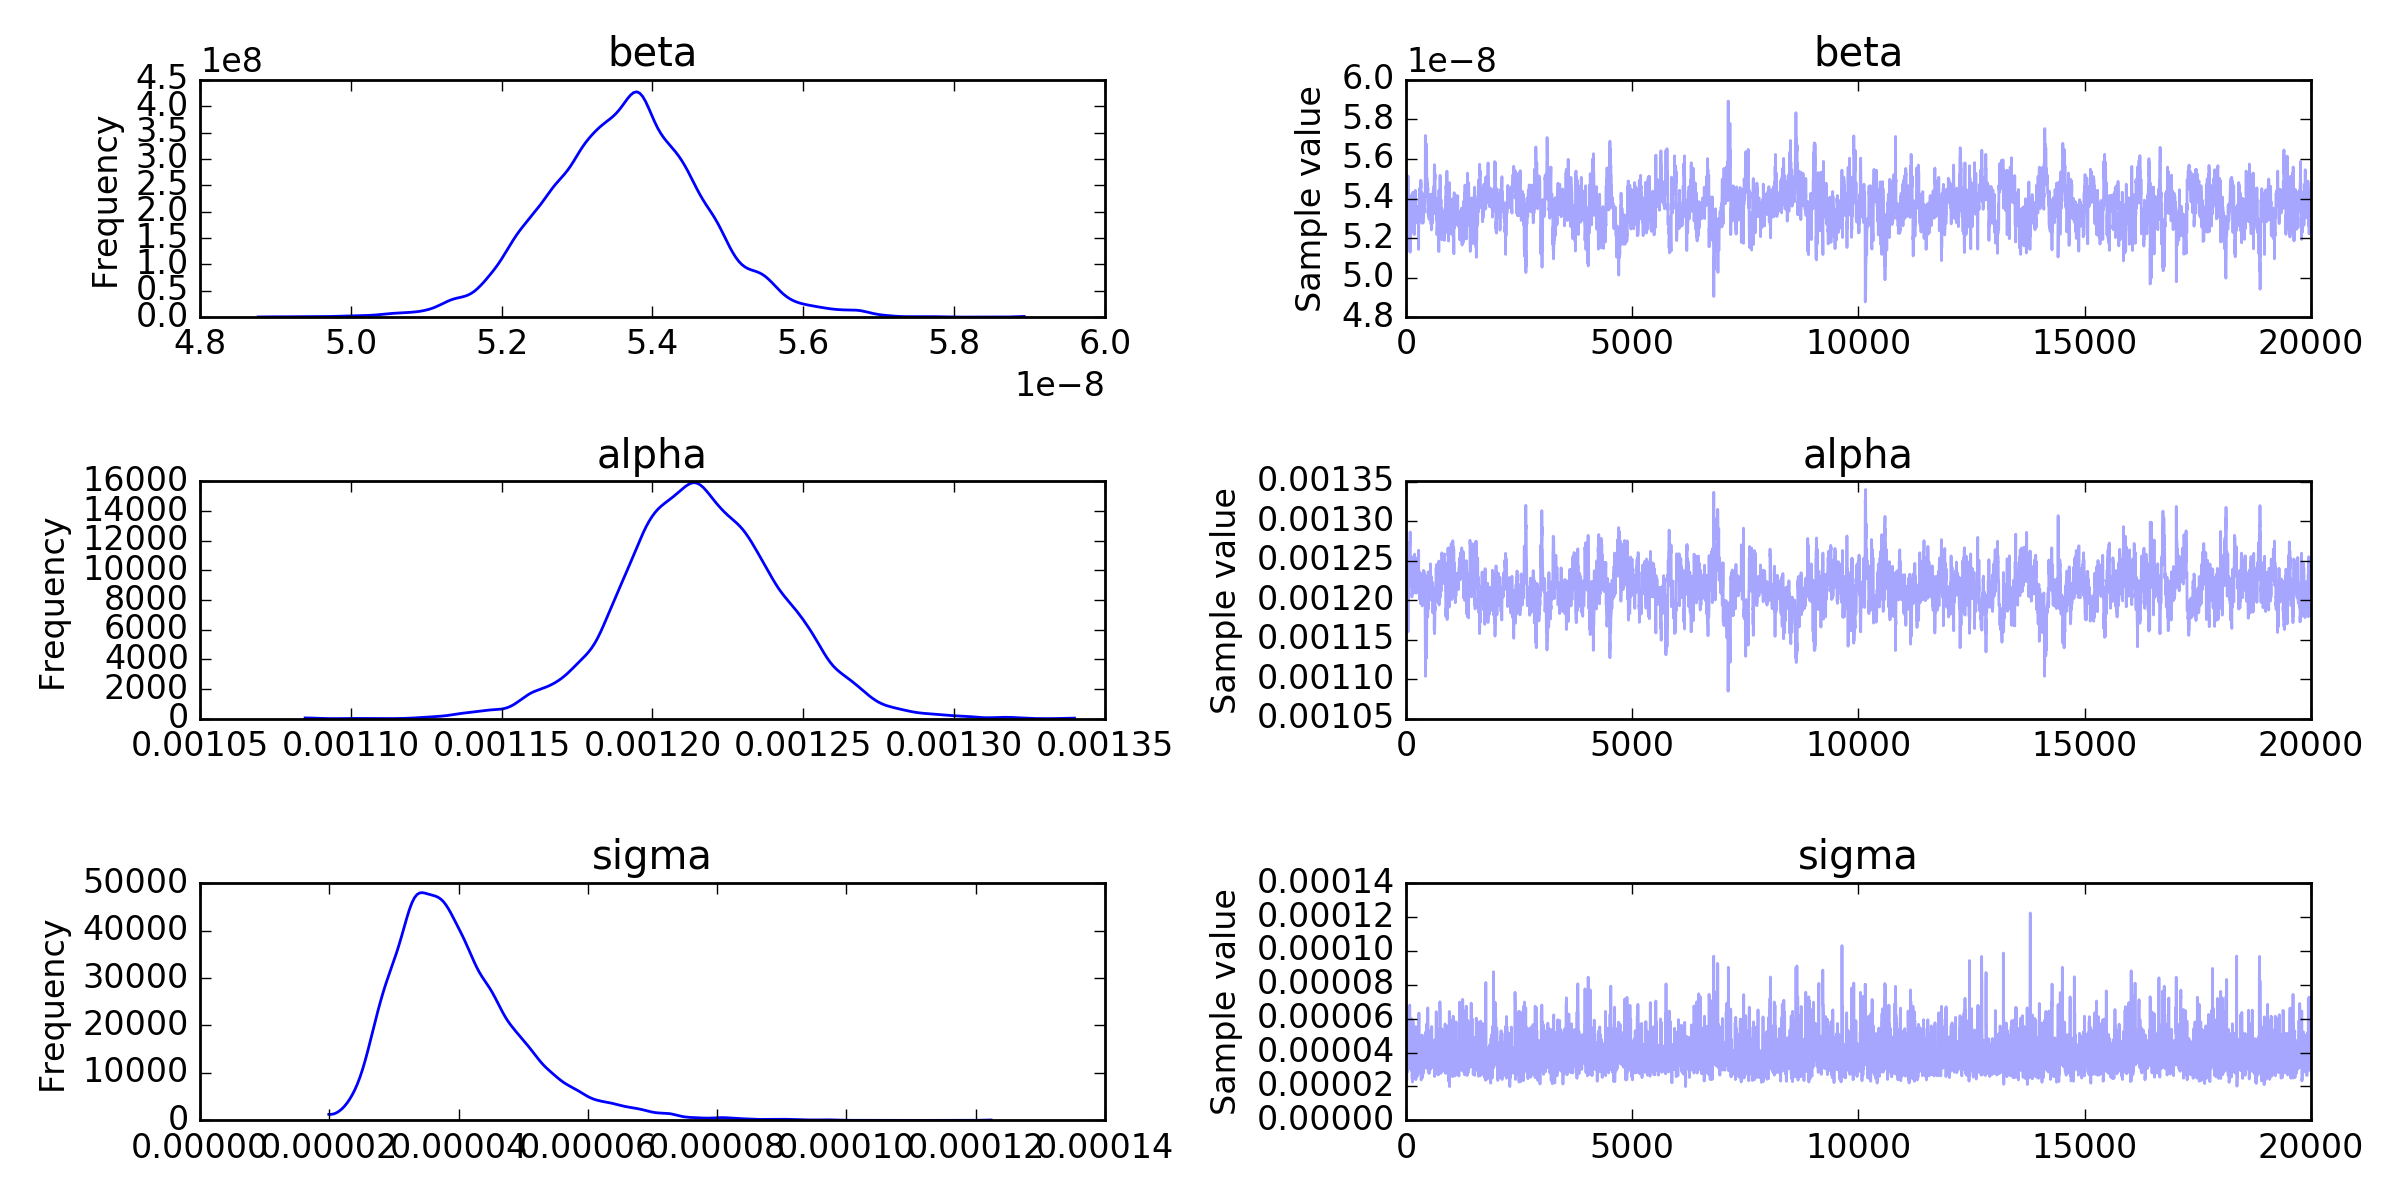 beta
1e8
4.5
4.0
3.5
3.0
2.5
2.0
1.5
1.0
0.5
0.0
Frequency
4.8 5.0 5.2 5.4 5.6 5.8 6.0
1e−8
beta
1e−8
6.0
5.8
5.6
5.4
5.2
5.0
4.8
Sample value
0 5000 10000 15000 20000
alpha
16000
14000
12000
10000
8000
6000
4000
2000
0
Frequency
0.00105 0.00110 0.00115 0.00120 0.00125 0.00130 0.00135
alpha
0.00135
0.00130
0.00125
0.00120
0.00115
0.00110
0.00105
Sample value
0 5000 10000 15000 20000
sigma
50000
40000
30000
20000
10000
0
Frequency
0.00000 0.00002 0.00004 0.00006 0.00008 0.00010 0.00012 0.00014
sigma
0.00014
0.00012
0.00010
0.00008
0.00006
0.00004
0.00002
0.00000
Sample value
0 5000 10000 15000 20000